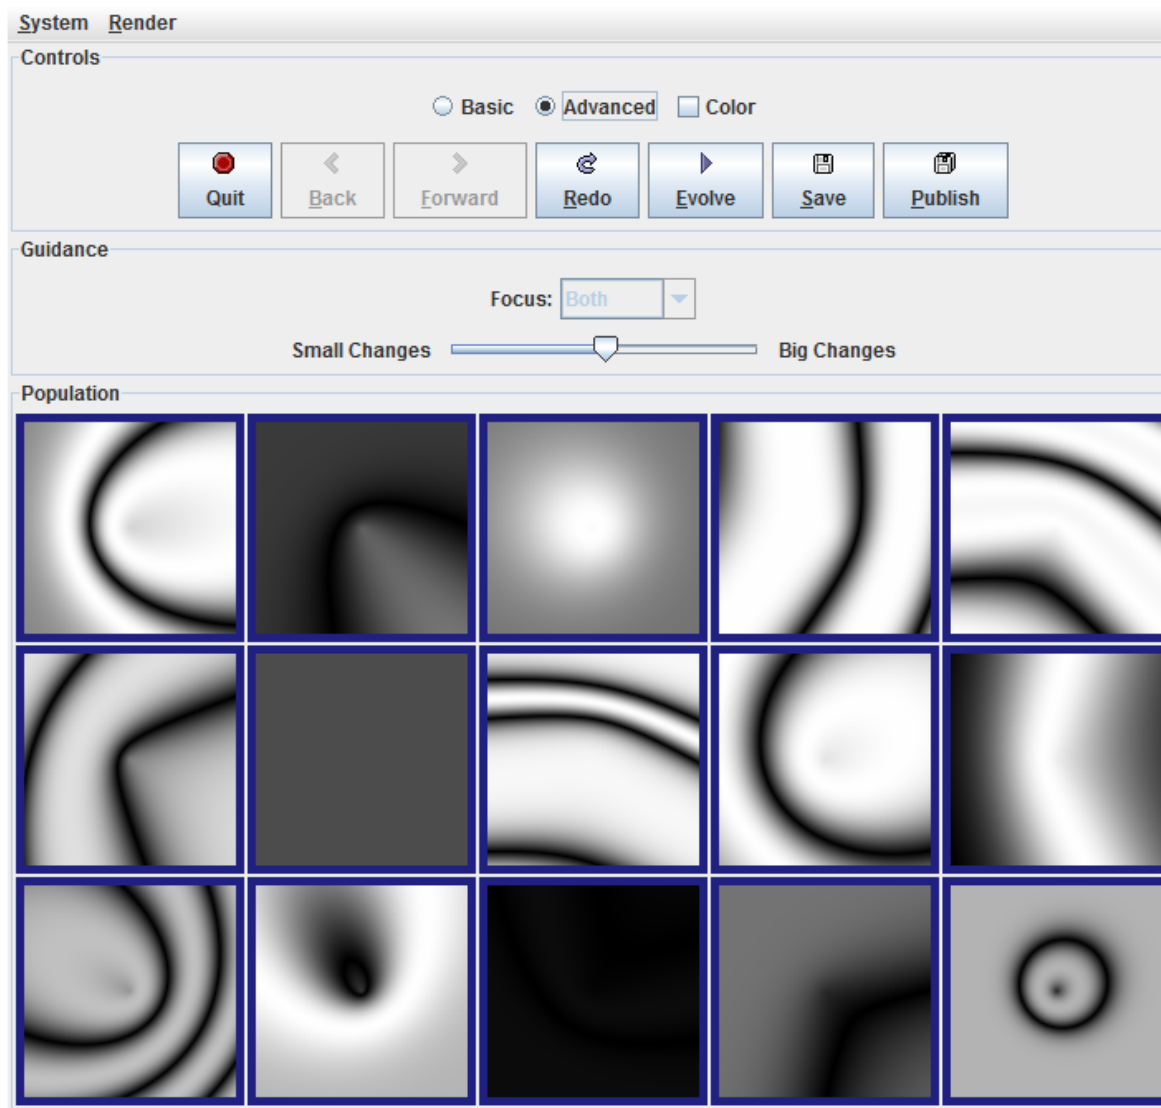 System Render
Controls
Basic Advanced Color
Quit Back Forward Redo Evolve Save Publish
Guidance
Focus: Both
Small Changes Big Changes
Population